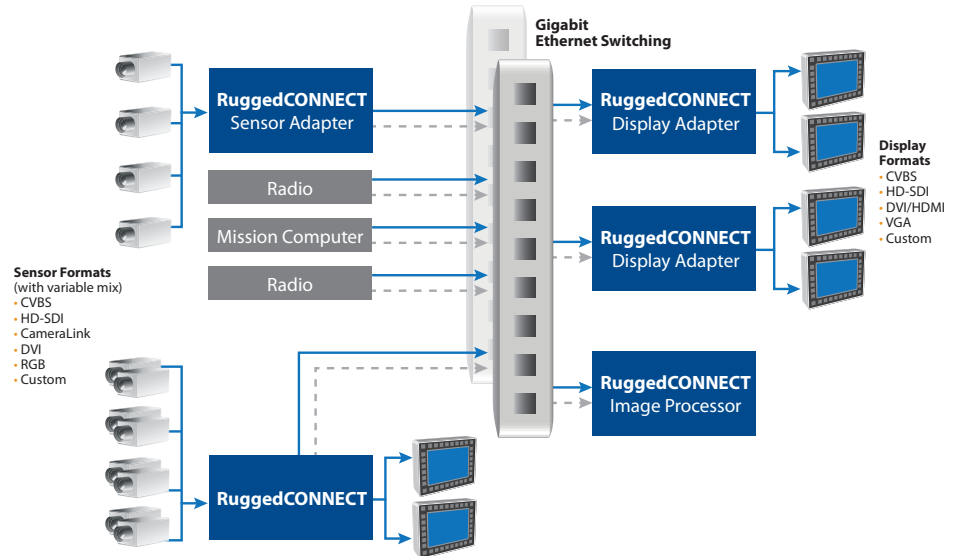 Gigabit
Ethernet Switching
RuggedCONNECT
Sensor Adapter
Radio
Mission Computer
Radio
Sensor Formats
(with variable mix)
• CVBS
• HD-SDI
• CameraLink
• DVI
• RGB
• Custom
RuggedCONNECT
RuggedCONNECT
Display Adapter
RuggedCONNECT
Display Adapter
RuggedCONNECT
Image Processor
Display
Formats
• CVBS
• HD-SDI
• DVI/HDMI
• VGA
• Custom